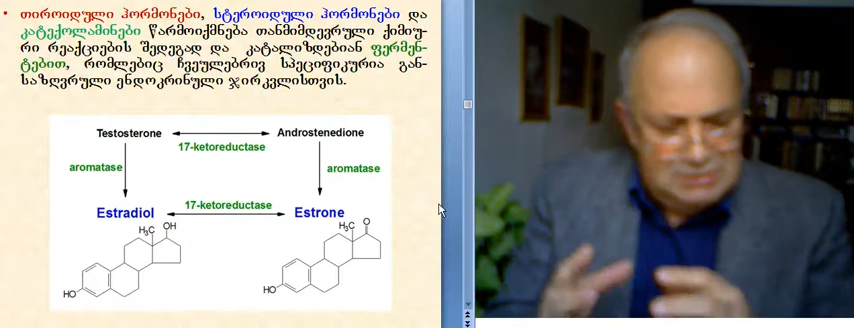 • თიროიდული ჰორმონები, სტეროიდული ჰორმონები და
კატექოლამინები წარმოიქმნება თანმიმდევრული ქიმიუ-
რი რეაქციების შედეგად და კატალიზდებიან ფერმენ-
ტებით, რომლებიც ჩვეულებრივ სპეციფიკურია გან-
საზღვრული ენდოკრინული ჯირკვლისთვის.
Testosterone Androstenedione
17-ketoreductase
aromatase aromatase
17-ketoreductase
Estradiol Estrone
H₃C OH H₃C O
HO HO